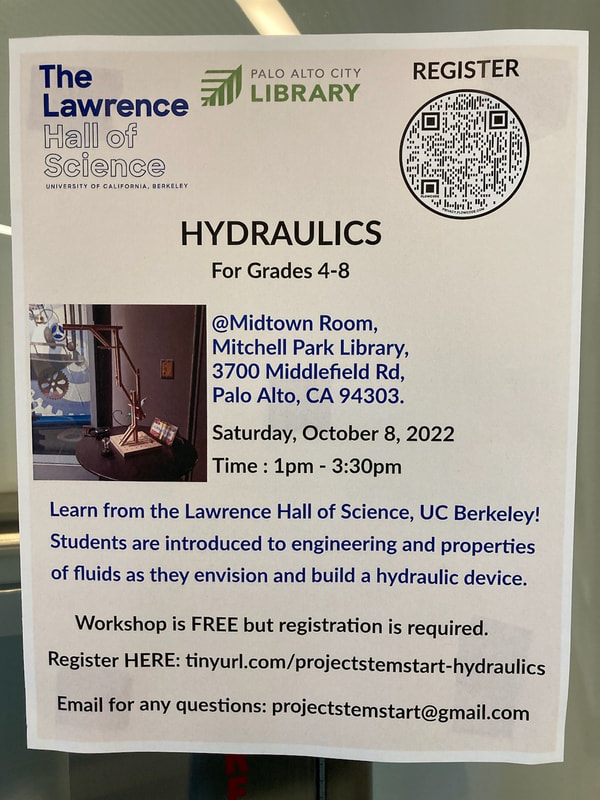 The
Lawrence
Hall of
Science
UNIVERSITY OF CALIFORNIA, BERKELEY
PALO ALTO CITY
LIBRARY
REGISTER
HYDRAULICS
For Grades 4-8
@Midtown Room,
Mitchell Park Library,
3700 Middlefield Rd,
Palo Alto, CA 94303.
Saturday, October 8, 2022
Time : 1pm - 3:30pm
Learn from the Lawrence Hall of Science, UC Berkeley!
Students are introduced to engineering and properties
of fluids as they envision and build a hydraulic device.
Workshop is FREE but registration is required.
Register HERE: tinyurl.com/projectstemstart-hydraulics
Email for any questions: projectstemstart@gmail.com